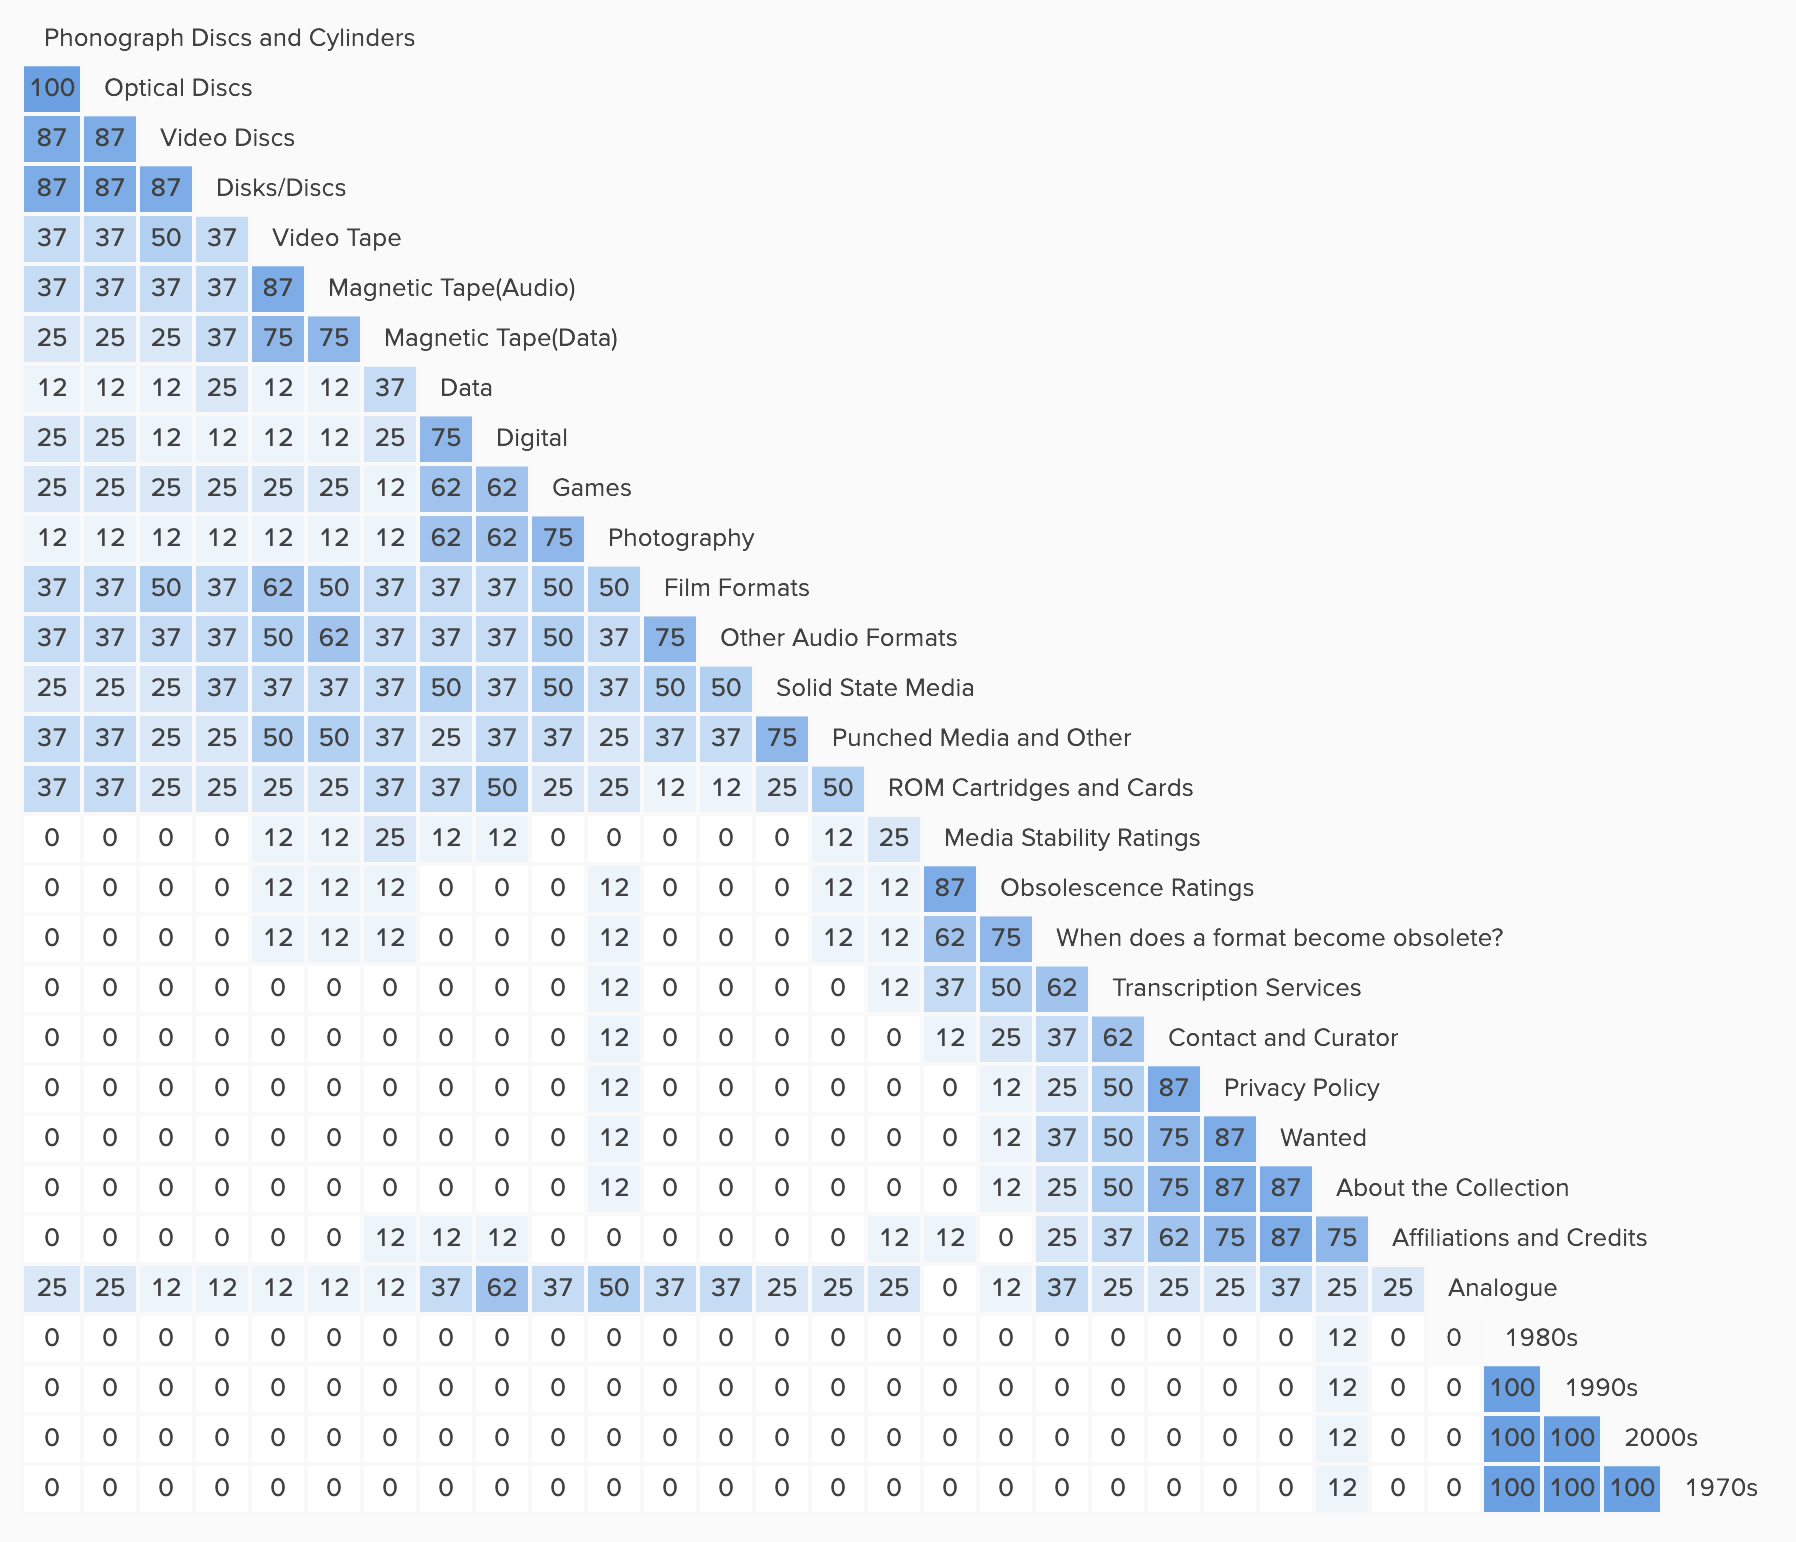 Phonograph Discs and Cylinders
100 Optical Discs
87 87 Video Discs
87 87 87 Disks/Discs
37 37 50 37 Video Tape
37 37 37 37 87 Magnetic Tape(Audio)
25 25 25 37 75 75 Magnetic Tape(Data)
12 12 12 25 12 12 37 Data
25 25 12 12 12 12 25 75 Digital
25 25 25 25 25 25 12 62 62 Games
12 12 12 12 12 12 12 62 62 75 Photography
37 37 50 37 62 50 37 37 37 50 50 Film Formats
37 37 37 37 50 62 37 37 37 50 37 75 Other Audio Formats
25 25 25 37 37 37 37 50 37 50 37 50 50 Solid State Media
37 37 25 25 50 50 37 25 37 37 25 37 37 75 Punched Media and Other
37 37 25 25 25 25 37 37 50 25 25 12 12 25 50 ROM Cartridges and Cards
0 0 0 0 12 12 25 12 12 0 0 0 0 0 12 25 Media Stability Ratings
0 0 0 0 12 12 12 0 0 0 12 0 0 0 12 12 87 Obsolescence Ratings
0 0 0 0 12 12 12 0 0 0 12 0 0 0 12 12 62 75 When does a format become obsolete?
0 0 0 0 0 0 0 0 0 0 12 0 0 0 0 12 37 50 62 Transcription Services
0 0 0 0 0 0 0 0 0 0 12 0 0 0 0 0 12 25 37 62 Contact and Curator
0 0 0 0 0 0 0 0 0 0 12 0 0 0 0 0 0 12 25 50 87 Privacy Policy
0 0 0 0 0 0 0 0 0 0 12 0 0 0 0 0 0 12 37 50 75 87 Wanted
0 0 0 0 0 0 0 0 0 0 12 0 0 0 0 0 0 12 25 50 75 87 87 About the Collection
0 0 0 0 0 0 12 12 12 0 0 0 0 0 0 12 12 0 25 37 62 75 87 75 Affiliations and Credits
25 25 12 12 12 12 12 37 62 37 50 37 37 25 25 25 0 12 37 25 25 25 37 25 25 Analogue
0 0 0 0 0 0 0 0 0 0 0 0 0 0 0 0 0 0 0 0 0 0 0 12 0 0 1980s
0 0 0 0 0 0 0 0 0 0 0 0 0 0 0 0 0 0 0 0 0 0 0 12 0 0 100 1990s
0 0 0 0 0 0 0 0 0 0 0 0 0 0 0 0 0 0 0 0 0 0 0 12 0 0 100 100 2000s
0 0 0 0 0 0 0 0 0 0 0 0 0 0 0 0 0 0 0 0 0 0 0 12 0 0 100 100 100 1970s